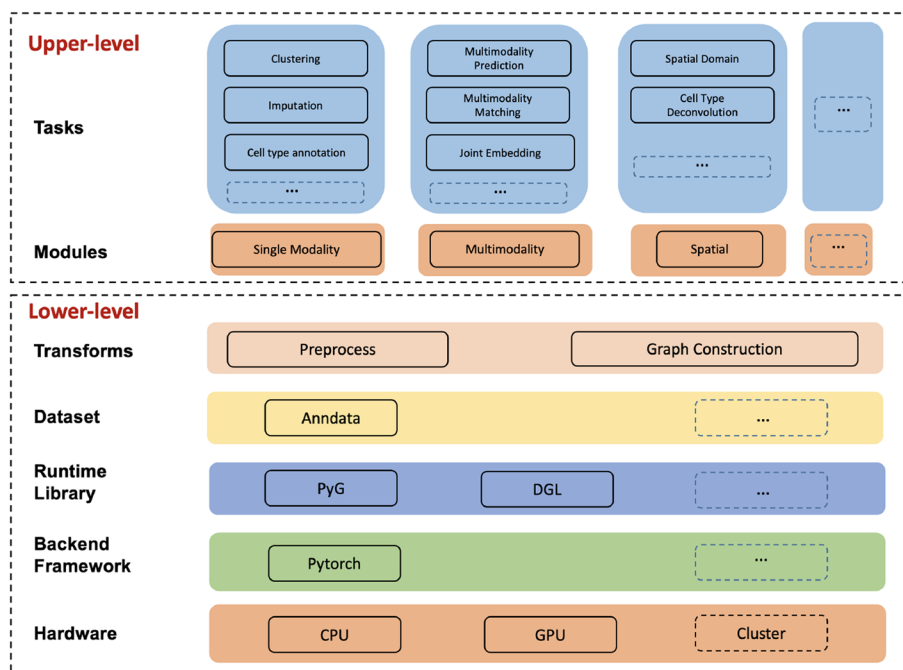 Upper-level
Tasks
Clustering
Imputation
Cell type annotation
...
Multimodality
Prediction
Multimodality
Matching
Joint Embedding
...
Spatial Domain
Cell Type
Deconvolution
...
...
Modules
Single Modality
Multimodality
Spatial
...
Lower-level
Transforms
Preprocess
Graph Construction
Dataset
Anndata
...
Runtime
Library
PyG
DGL
...
Backend
Framework
Pytorch
...
Hardware
CPU
GPU
Cluster